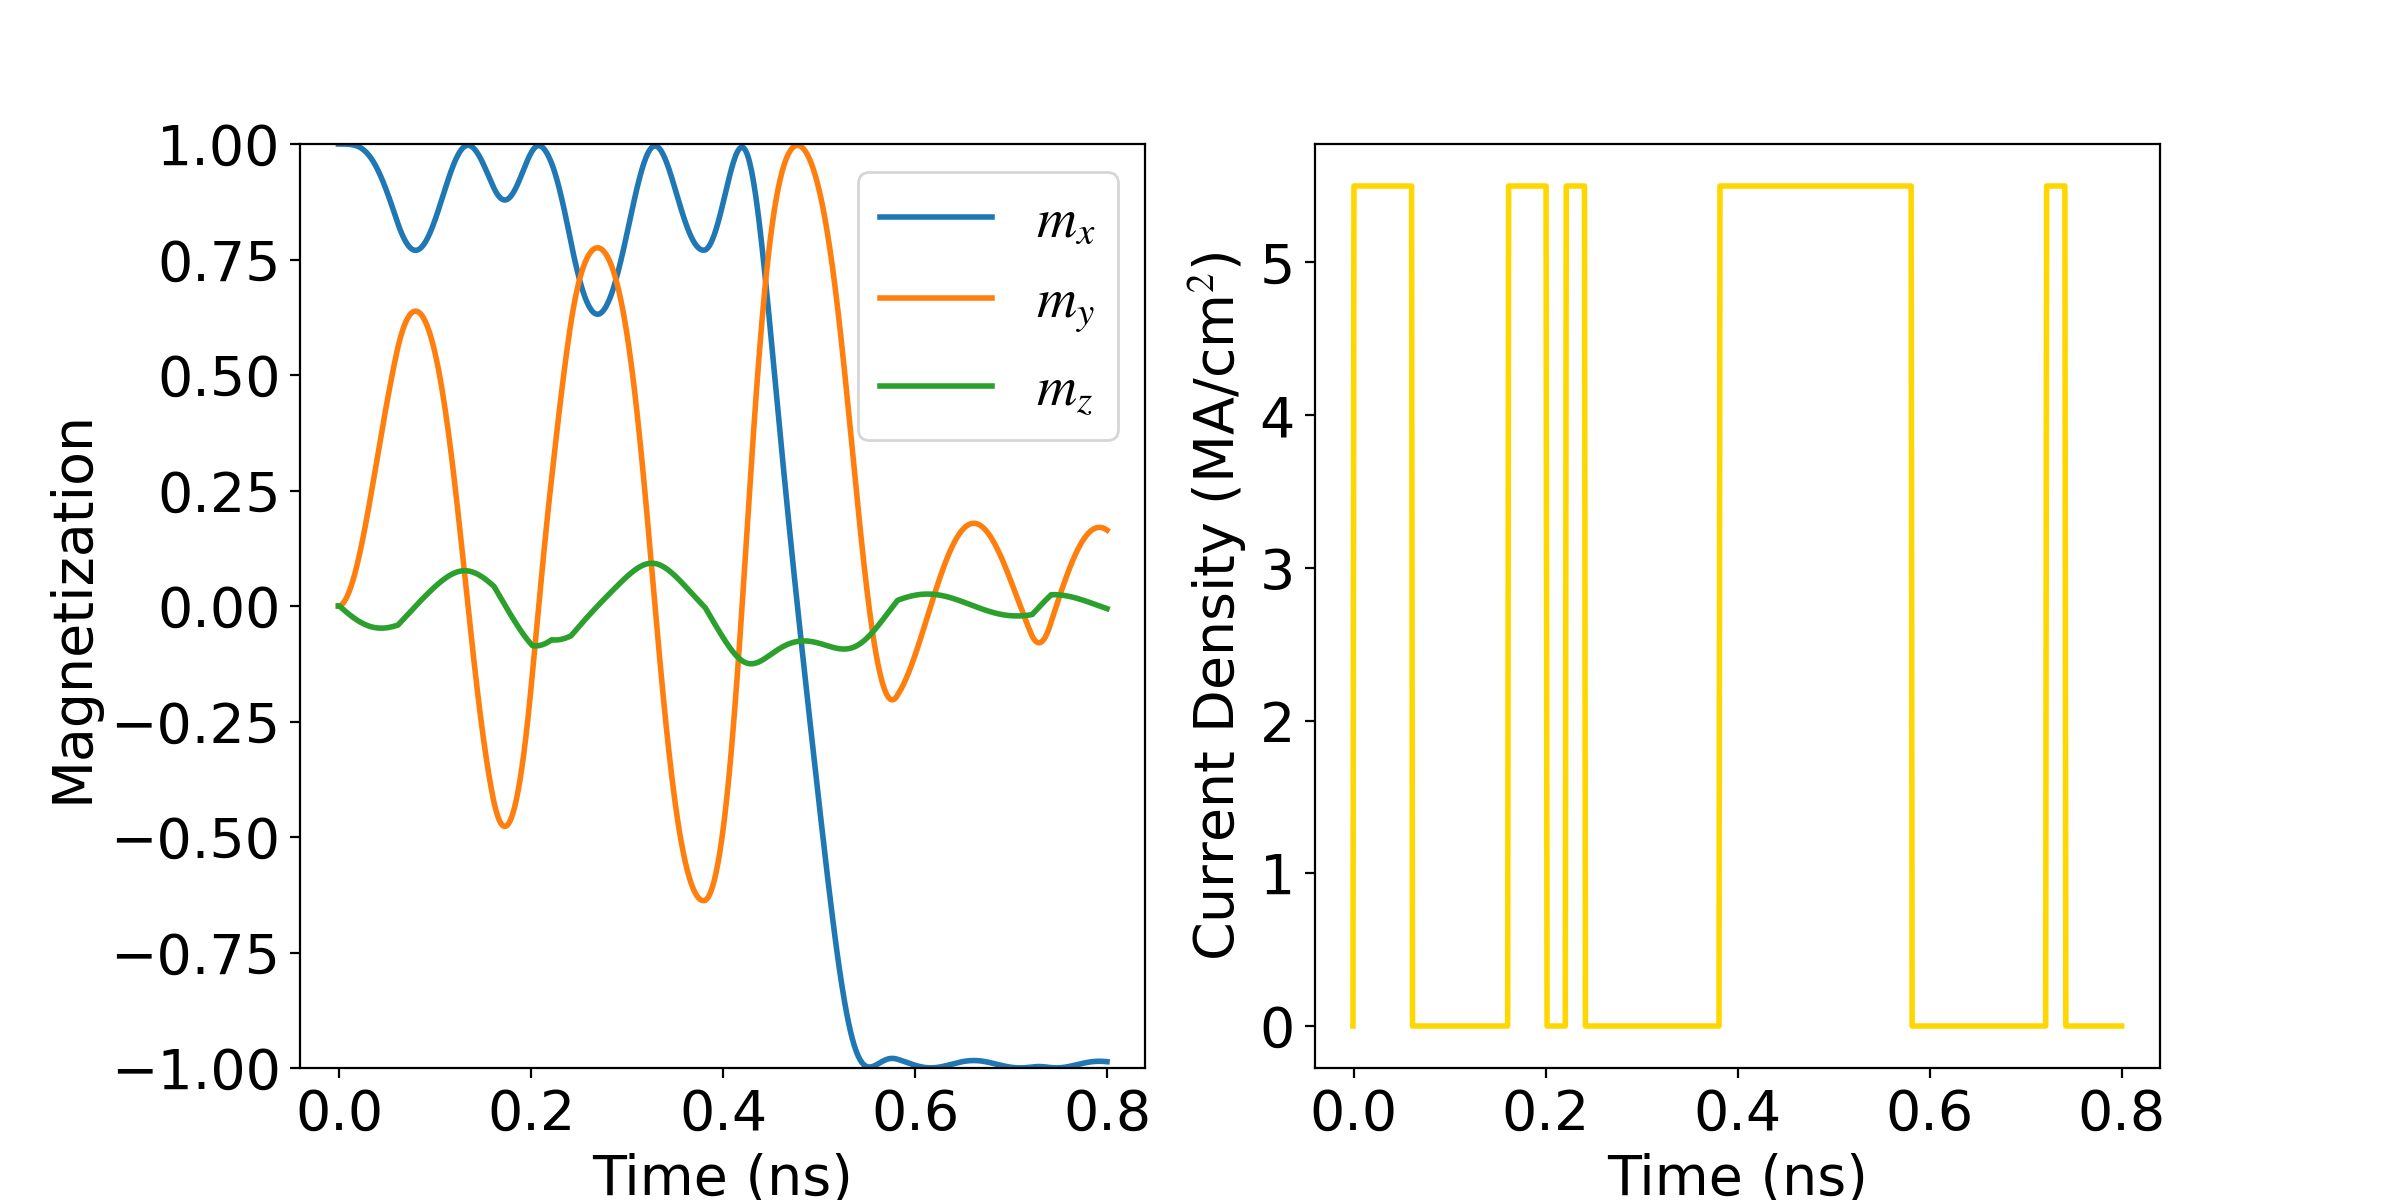 Magnetization
1.00
0.75
0.50
0.25
0.00
−0.25
−0.50
−0.75
−1.00
0.0 0.2 0.4 0.6 0.8
Time (ns)
m_x
m_y
m_z
Current Density (MA/cm²)
5
4
3
2
1
0
0.0 0.2 0.4 0.6 0.8
Time (ns)